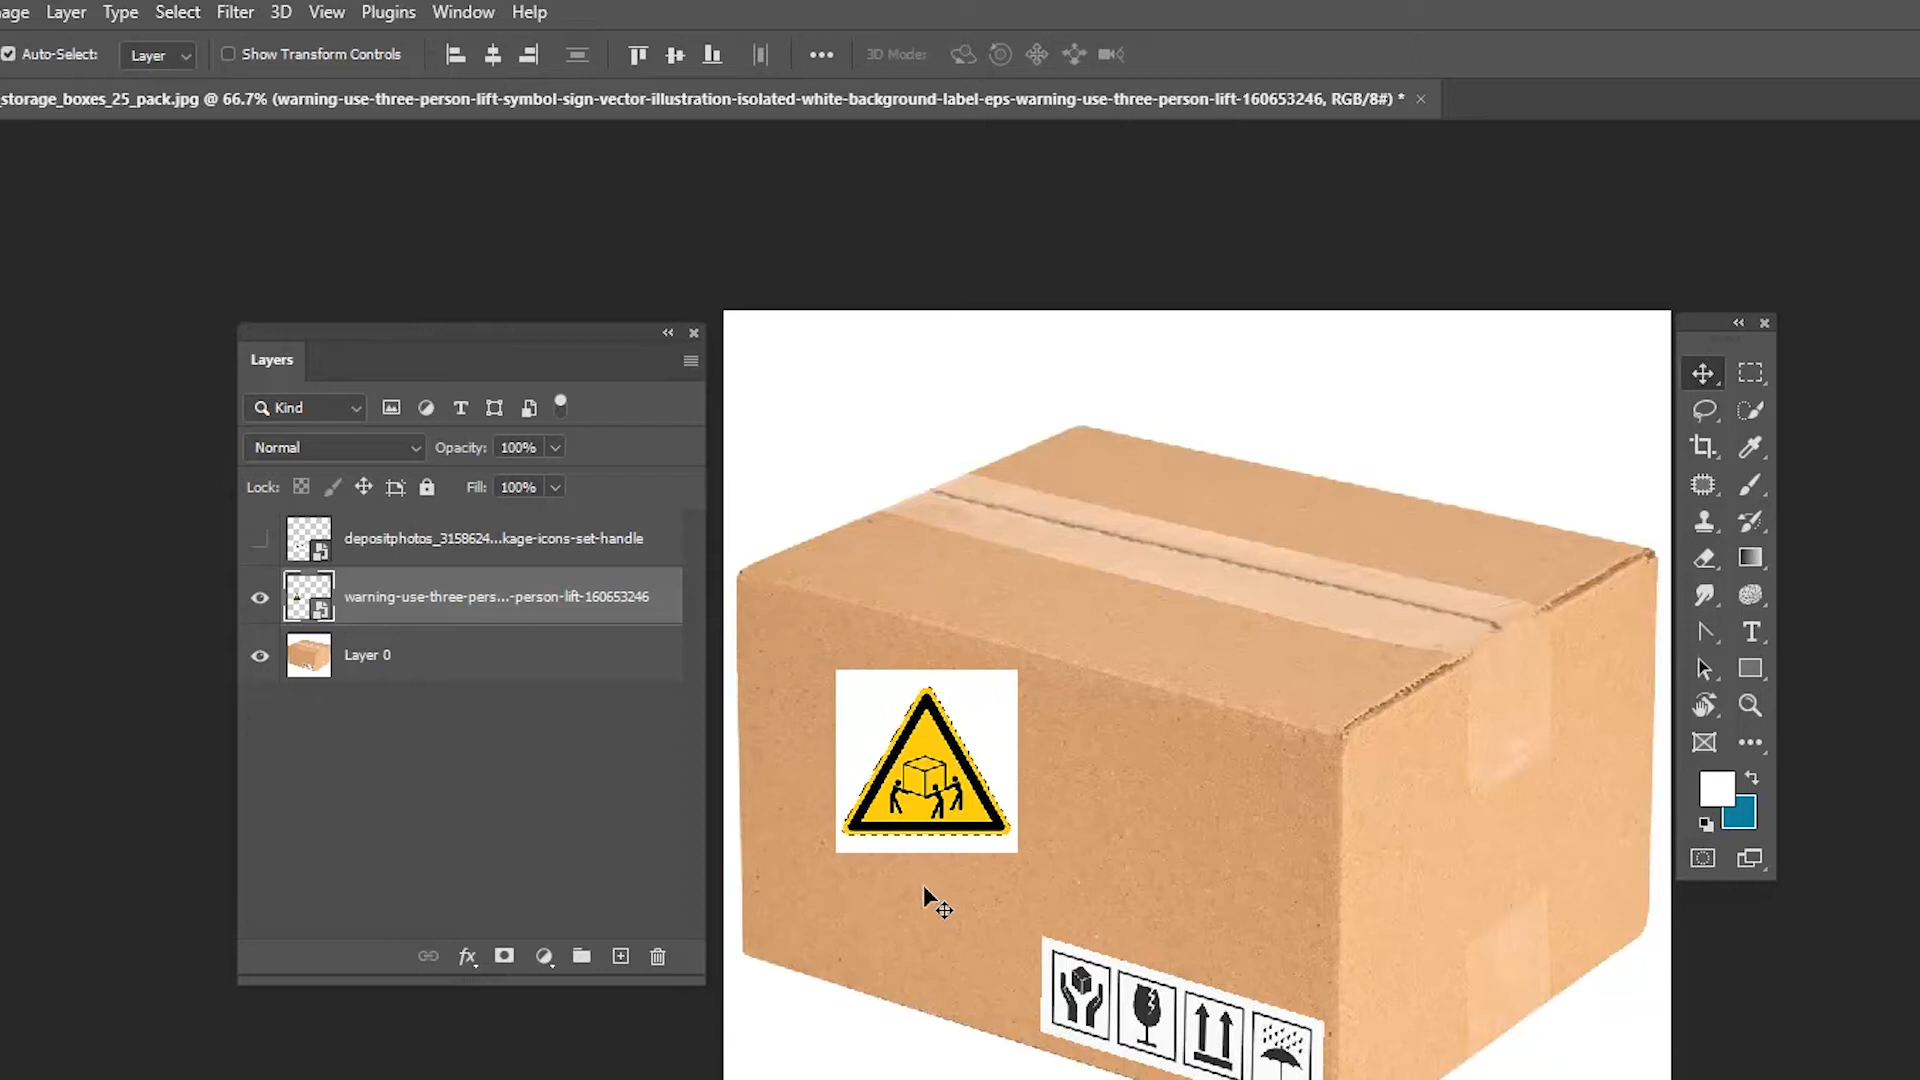 age Layer Type Select Filter 3D View Plugins Window Help
Auto-Select: Layer Show Transform Controls 3D Mode:
_storage_boxes_25_pack.jpg @ 66.7% (warning-use-three-person-lift-symbol-sign-vector-illustration-isolated-white-background-label-eps-warning-use-three-person-lift-160653246, RGB/8#) *
Layers
Kind
Normal Opacity: 100%
Lock: Fill: 100%
depositphotos_3158624...kage-icons-set-handle
warning-use-three-pers...-person-lift-160653246
Layer 0